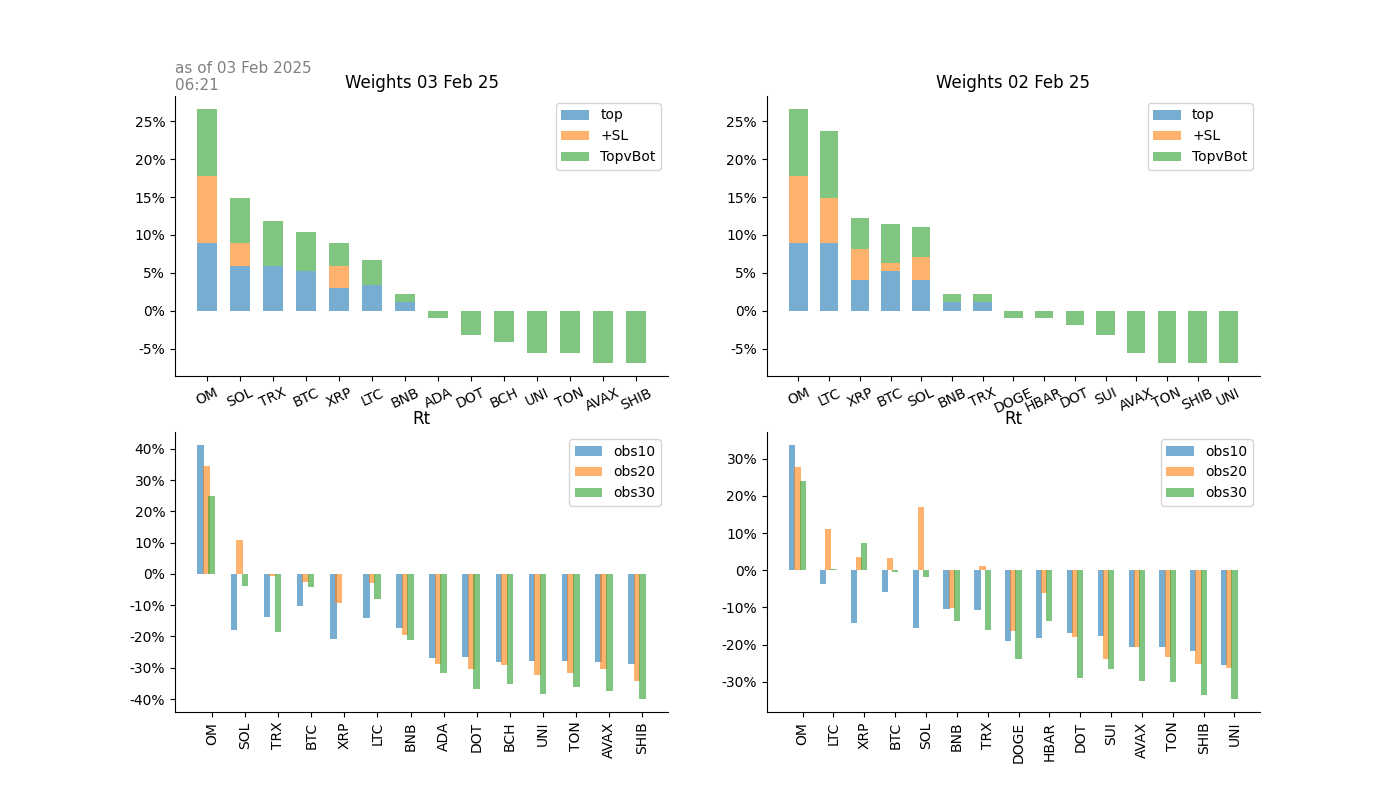 as of 03 Feb 2025
06:21
Weights 03 Feb 25
25%
20%
15%
10%
5%
0%
-5%
top
+SL
TopvBot
OM SOL TRX BTC XRP LTC BNB ADA DOT BCH UNI TON AVAX SHIB
Weights 02 Feb 25
25%
20%
15%
10%
5%
0%
-5%
top
+SL
TopvBot
OM LTC XRP BTC SOL BNB TRX DOGE HBAR DOT SUI AVAX TON SHIB UNI
Rt
40%
30%
20%
10%
0%
-10%
-20%
-30%
-40%
obs10
obs20
obs30
OM SOL TRX BTC XRP LTC BNB ADA DOT BCH UNI TON AVAX SHIB
Rt
30%
20%
10%
0%
-10%
-20%
-30%
obs10
obs20
obs30
OM LTC XRP BTC SOL BNB TRX DOGE HBAR DOT SUI AVAX TON SHIB UNI